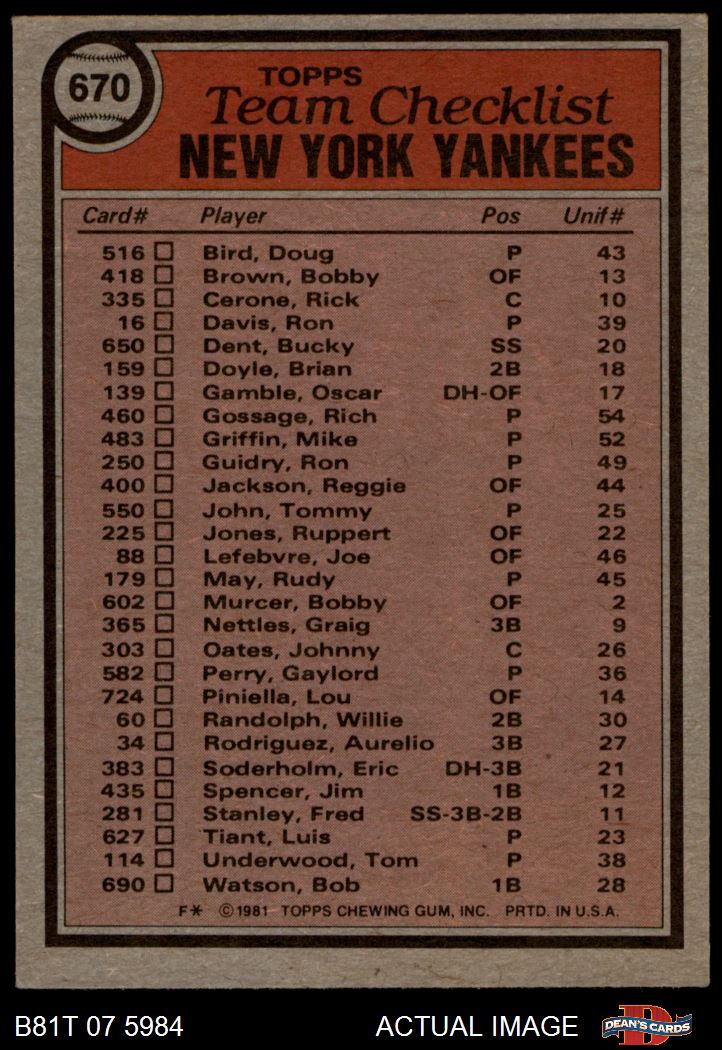 670
TOPPS
Team Checklist
NEW YORK YANKEES
Card# Player Pos Unif#
516 Bird, Doug P 43
418 Brown, Bobby OF 13
335 Cerone, Rick C 10
16 Davis, Ron P 39
650 Dent, Bucky SS 20
159 Doyle, Brian 2B 18
139 Gamble, Oscar DH-OF 17
460 Gossage, Rich P 54
483 Griffin, Mike P 52
250 Guidry, Ron P 49
400 Jackson, Reggie OF 44
550 John, Tommy P 25
225 Jones, Ruppert OF 22
88 Lefebvre, Joe OF 46
179 May, Rudy P 45
602 Murcer, Bobby OF 2
365 Nettles, Graig 3B 9
303 Oates, Johnny C 26
582 Perry, Gaylord P 36
724 Piniella, Lou OF 14
60 Randolph, Willie 2B 30
34 Rodriguez, Aurelio 3B 27
383 Soderholm, Eric DH-3B 21
435 Spencer, Jim 1B 12
281 Stanley, Fred SS-3B-2B 11
627 Tiant, Luis P 23
114 Underwood, Tom P 38
690 Watson, Bob 1B 28
F* ©1981 TOPPS CHEWING GUM, INC. PRTD. IN U.S.A.
B81T 07 5984 ACTUAL IMAGE D DEAN'S CARDS